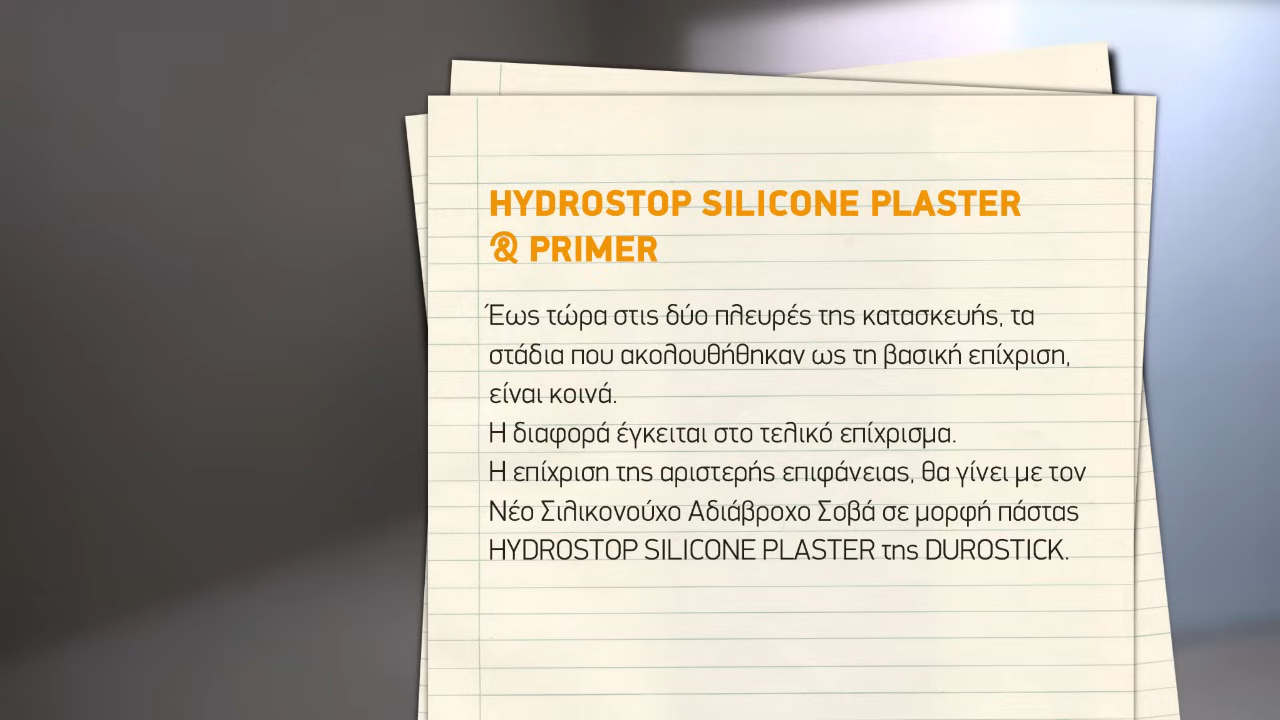 HYDROSTOP SILICONE PLASTER
& PRIMER
Έως τώρα στις δύο πλευρές της κατασκευής, τα
στάδια που ακολουθήθηκαν ως τη βασική επίχριση,
είναι κοινά.
Η διαφορά έγκειται στο τελικό επίχρισμα.
Η επίχριση της αριστερής επιφάνειας, θα γίνει με τον
Νέο Σιλικονούχο Αδιάβροχο Σοβά σε μορφή πάστας
HYDROSTOP SILICONE PLASTER της DUROSTICK.